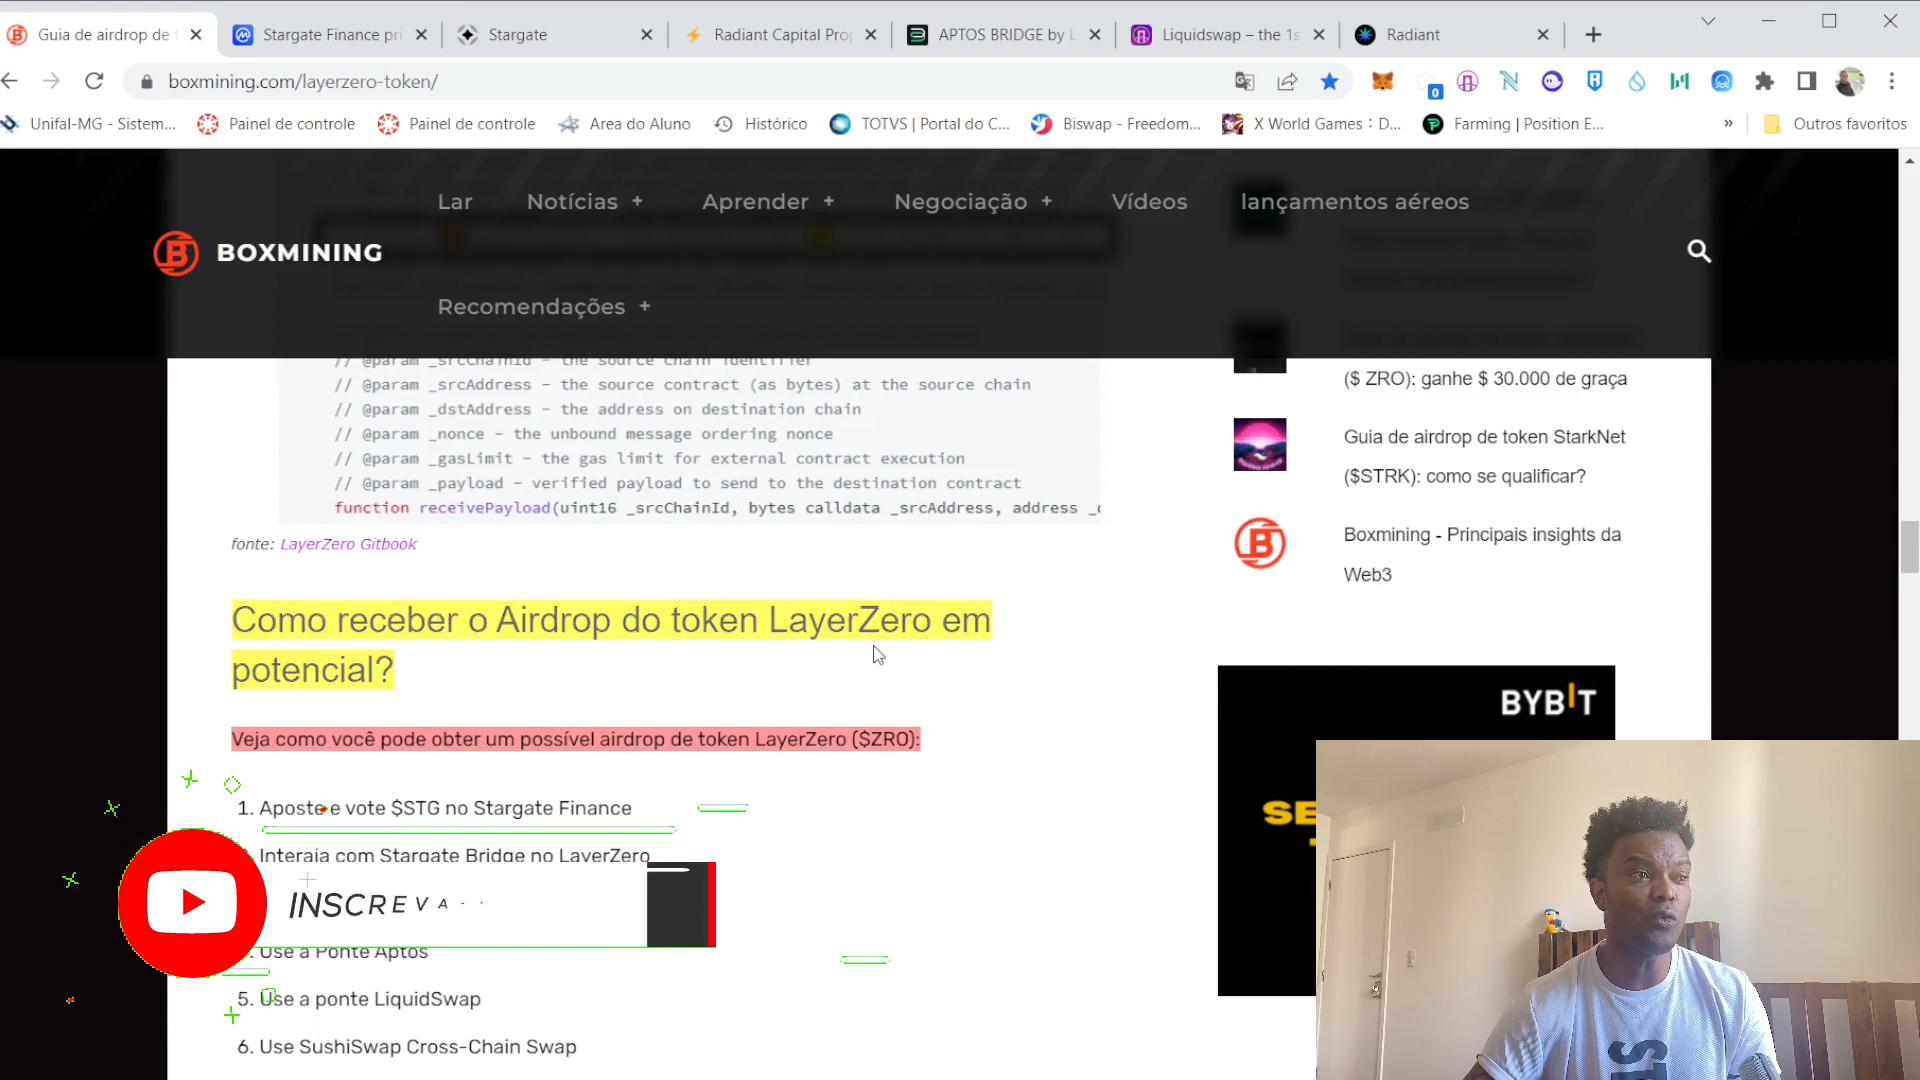 Guia de airdrop de t
Stargate Finance pri
Stargate
Radiant Capital Pro
APTOS BRIDGE by L
Liquidswap – the 1s
Radiant
boxmining.com/layerzero-token/
0
Unifal-MG - Sistem...
Painel de controle
Painel de controle
Area do Aluno
Histórico
TOTVS | Portal do C...
Biswap - Freedom...
X World Games : D...
Farming | Position E...
»
Outros favoritos
Lar
Notícias +
Aprender +
Negociação +
Vídeos
lançamentos aéreos
BOXMINING
Recomendações +
// @param _srcChainId – the source chain identifier
// @param _srcAddress – the source contract (as bytes) at the source chain
// @param _dstAddress – the address on destination chain
// @param _nonce – the unbound message ordering nonce
// @param _gasLimit – the gas limit for external contract execution
// @param _payload – verified payload to send to the destination contract
function receivePayload(uint16 _srcChainId, bytes calldata _srcAddress, address
fonte: LayerZero Gitbook
($ ZRO): ganhe $ 30.000 de graça
Guia de airdrop de token StarkNet
($STRK): como se qualificar?
Boxmining - Principais insights da
Web3
Como receber o Airdrop do token LayerZero em
potencial?
Veja como você pode obter um possível airdrop de token LayerZero ($ZRO):
1. Aposte e vote $STG no Stargate Finance
Interaja com Stargate Bridge no LayerZero
INSCREVA
Use a Ponte Aptos
5. Use a ponte LiquidSwap
6. Use SushiSwap Cross-Chain Swap
BYBIT
SE